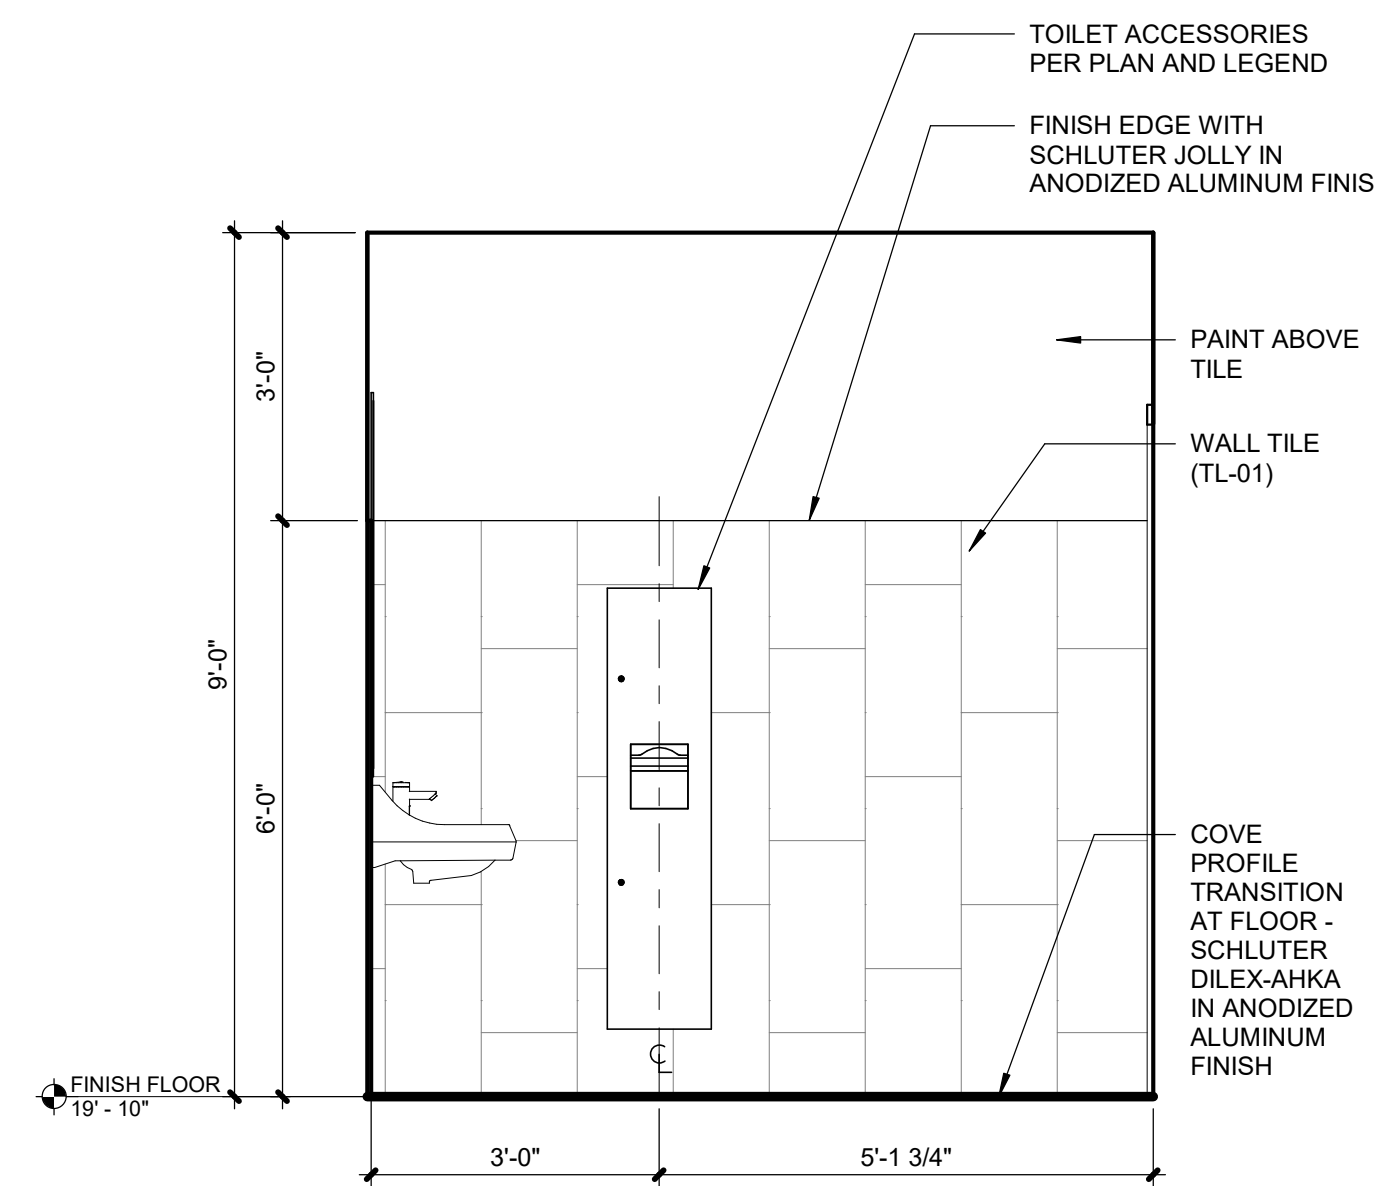 TOILET ACCESSORIES
PER PLAN AND LEGEND
FINISH EDGE WITH
SCHLUTER JOLLY IN
ANODIZED ALUMINUM FINIS
PAINT ABOVE
TILE
WALL TILE
(TL-01)
3'-0"
9'-0"
6'-0"
COVE
PROFILE
TRANSITION
AT FLOOR -
SCHLUTER
DILEX-AHKA
IN ANODIZED
ALUMINUM
FINISH
CL
FINISH FLOOR
19' - 10"
3'-0"
5'-1 3/4"